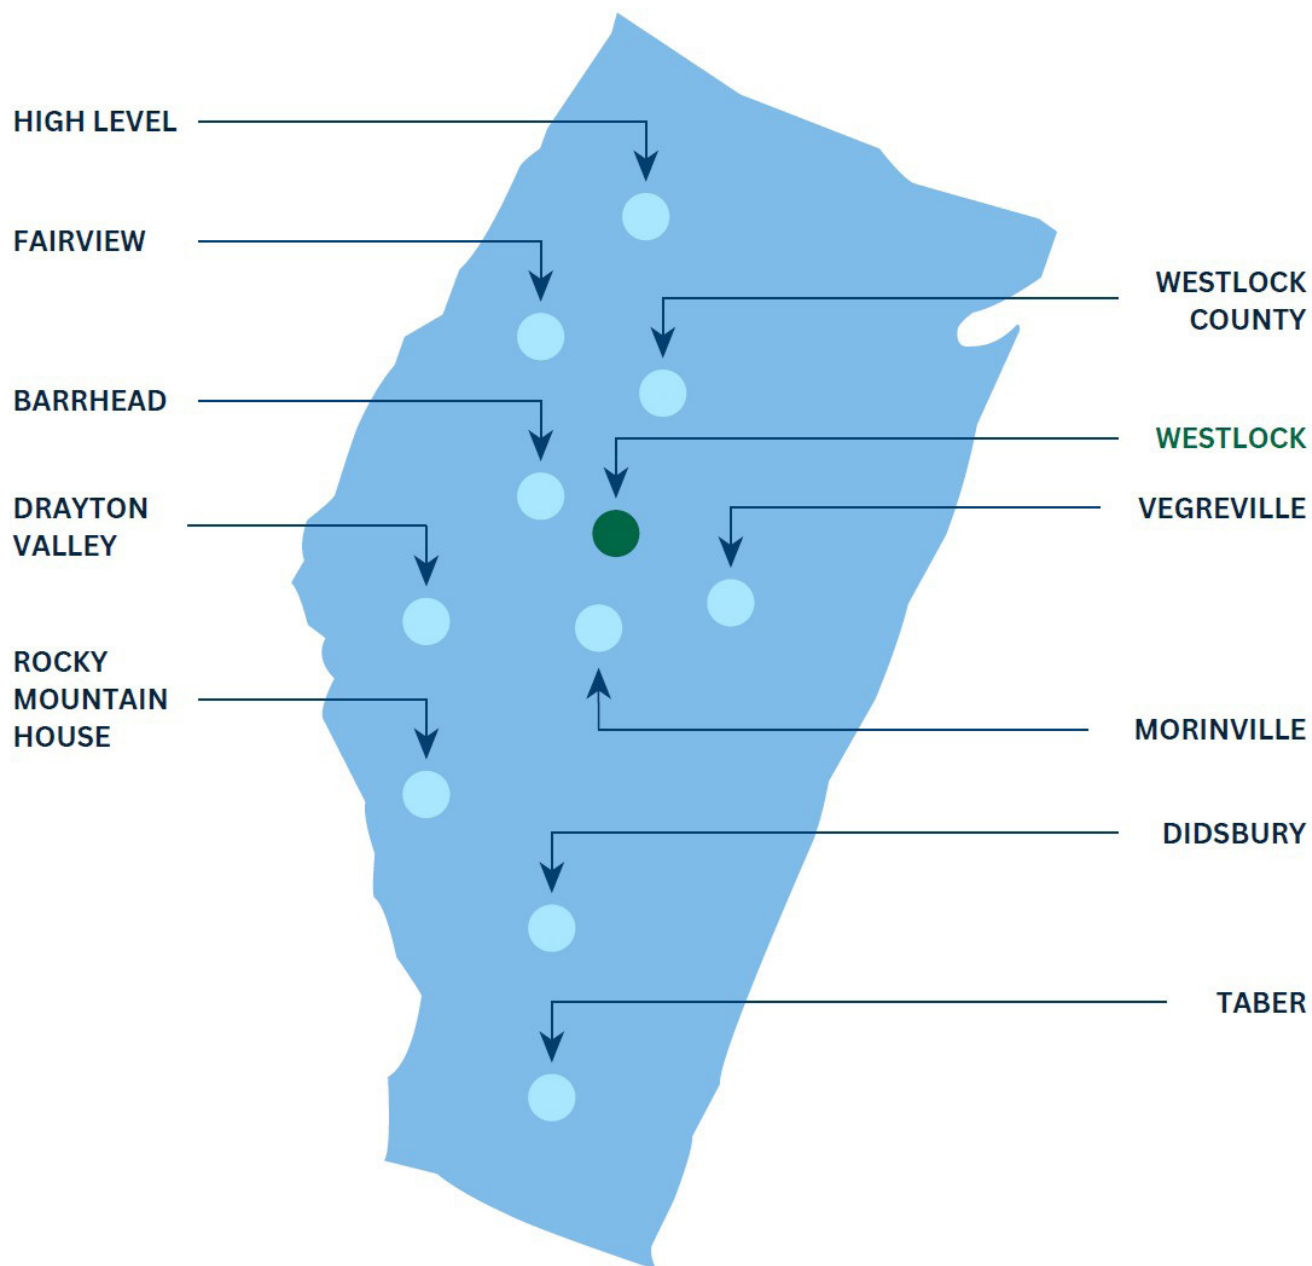 HIGH LEVEL
FAIRVIEW
BARRHEAD
DRAYTON
VALLEY
ROCKY
MOUNTAIN
HOUSE
WESTLOCK
COUNTY
WESTLOCK
VEGREVILLE
MORINVILLE
DIDSBURY
TABER